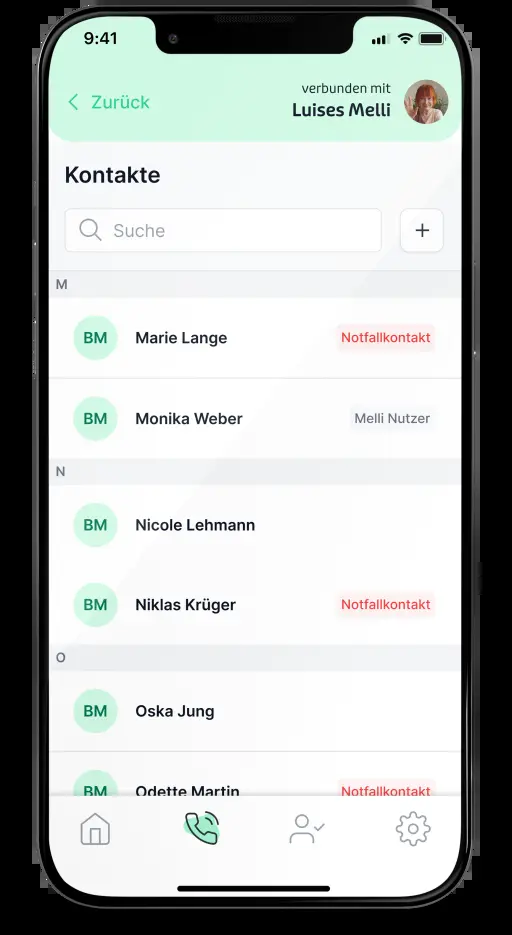 9:41
Zurück
verbunden mit
Luises Melli
Kontakte
Suche
+
M
BM Marie Lange Notfallkontakt
BM Monika Weber Melli Nutzer
N
BM Nicole Lehmann
BM Niklas Krüger Notfallkontakt
O
BM Oska Jung
BM Odette Martin Notfallkontakt